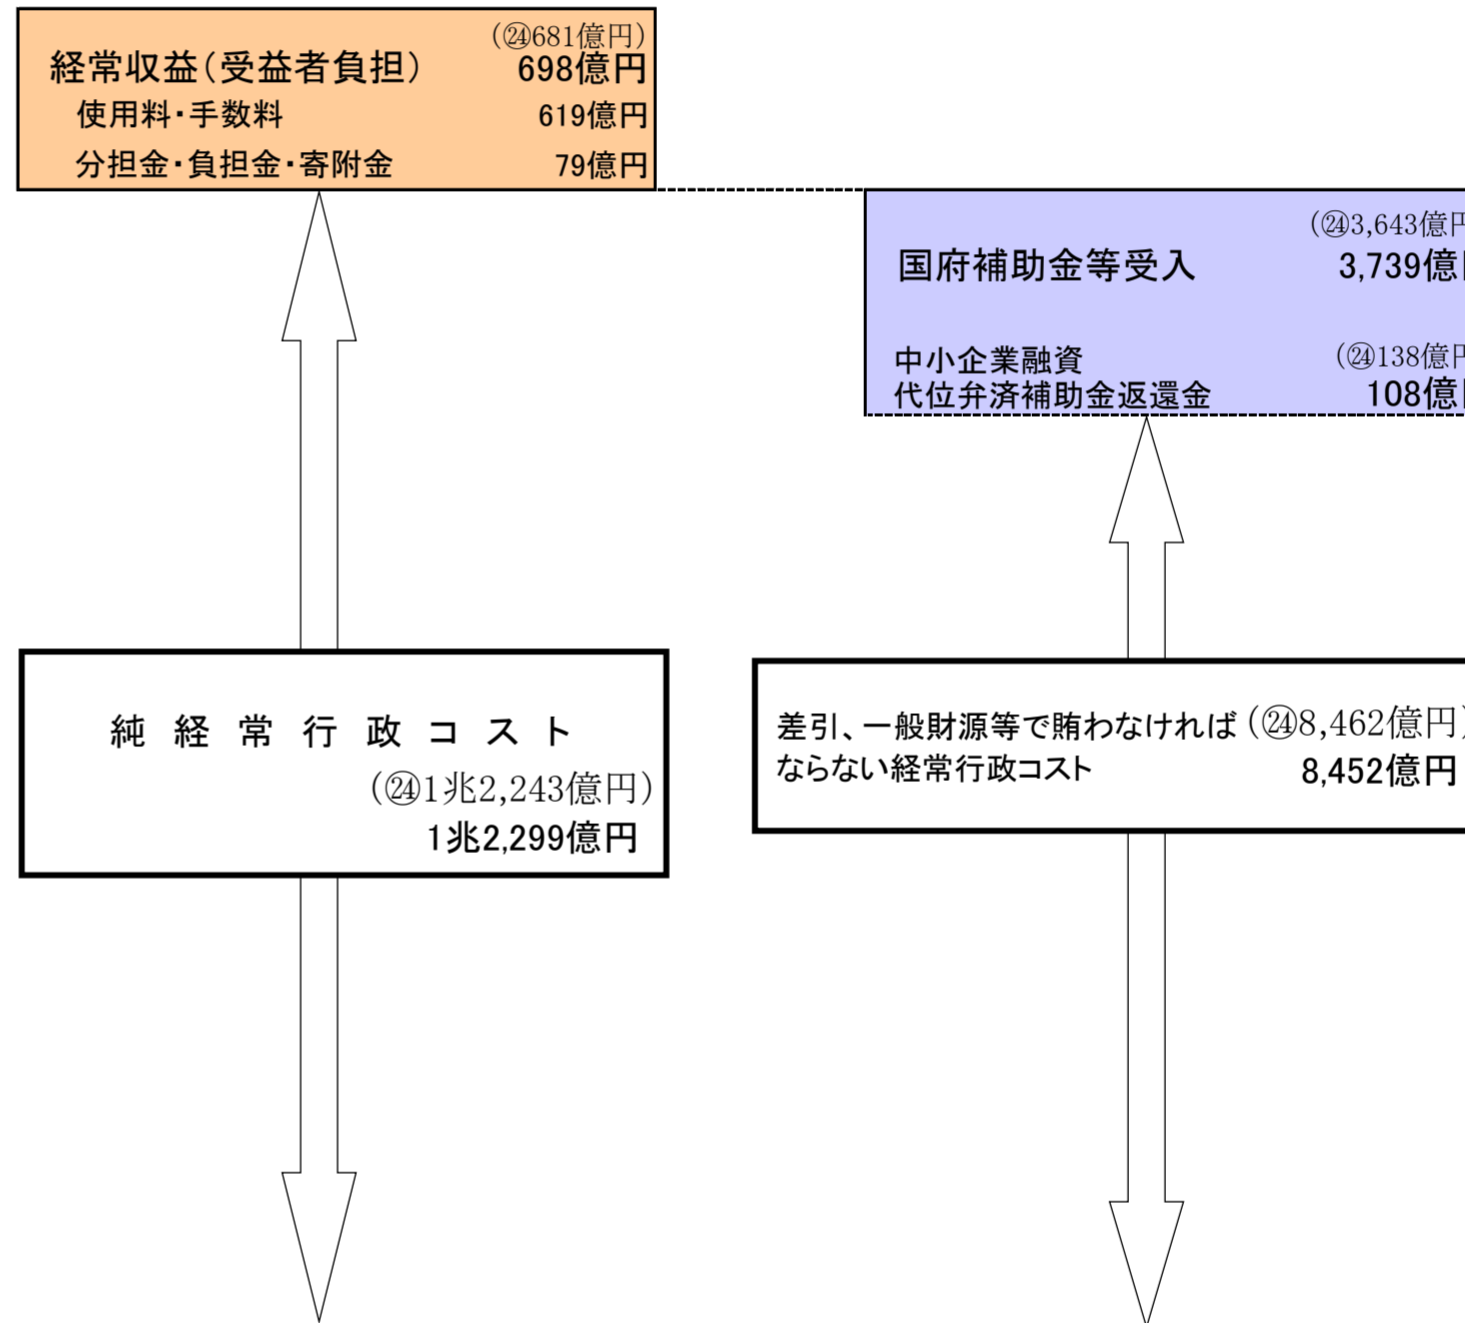 (㉔681億円)
経常収益(受益者負担) 698億円
使用料・手数料 619億円
分担金・負担金・寄附金 79億円
(㉔3,643億円
国府補助金等受入 3,739億円
中小企業融資 (㉔138億円
代位弁済補助金返還金 108億円
純経常行政コスト
(㉔1兆2,243億円)
1兆2,299億円
差引、一般財源等で賄わなければ (㉔8,462億円)
ならない経常行政コスト 8,452億円